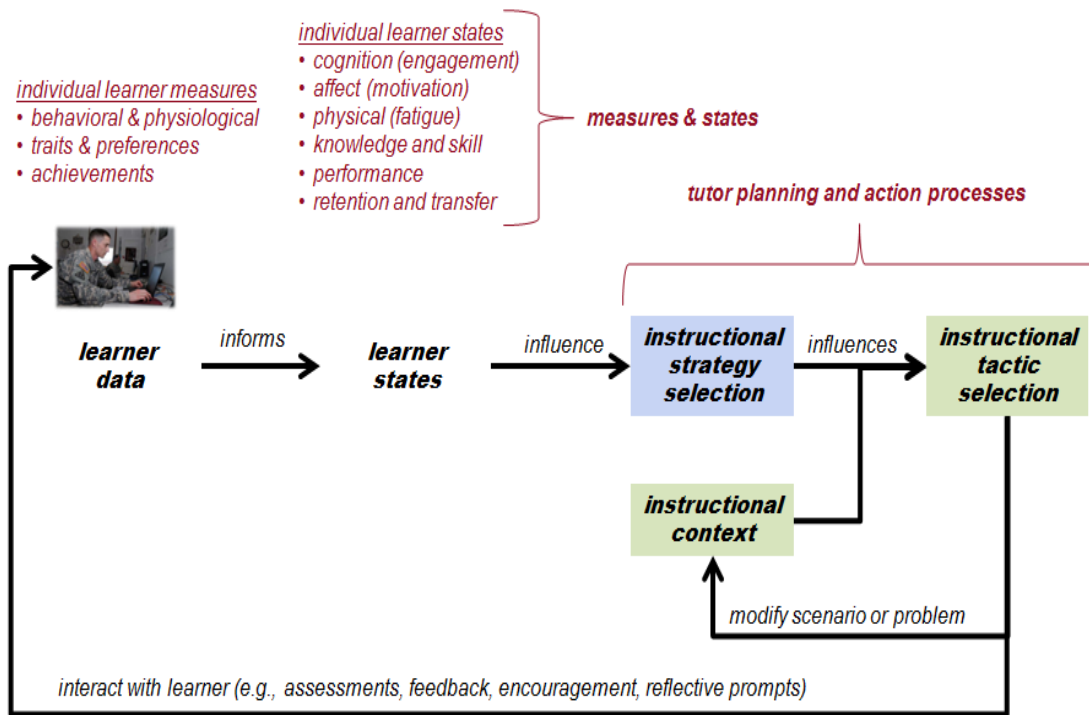 individual learner measures
• behavioral & physiological
• traits & preferences
• achievements
individual learner states
• cognition (engagement)
• affect (motivation)
• physical (fatigue)
• knowledge and skill
• performance
• retention and transfer
measures & states
tutor planning and action processes
learner
data
informs
learner
states
influence
instructional
strategy
selection
influences
instructional
tactic
selection
instructional
context
modify scenario or problem
interact with learner (e.g., assessments, feedback, encouragement, reflective prompts)